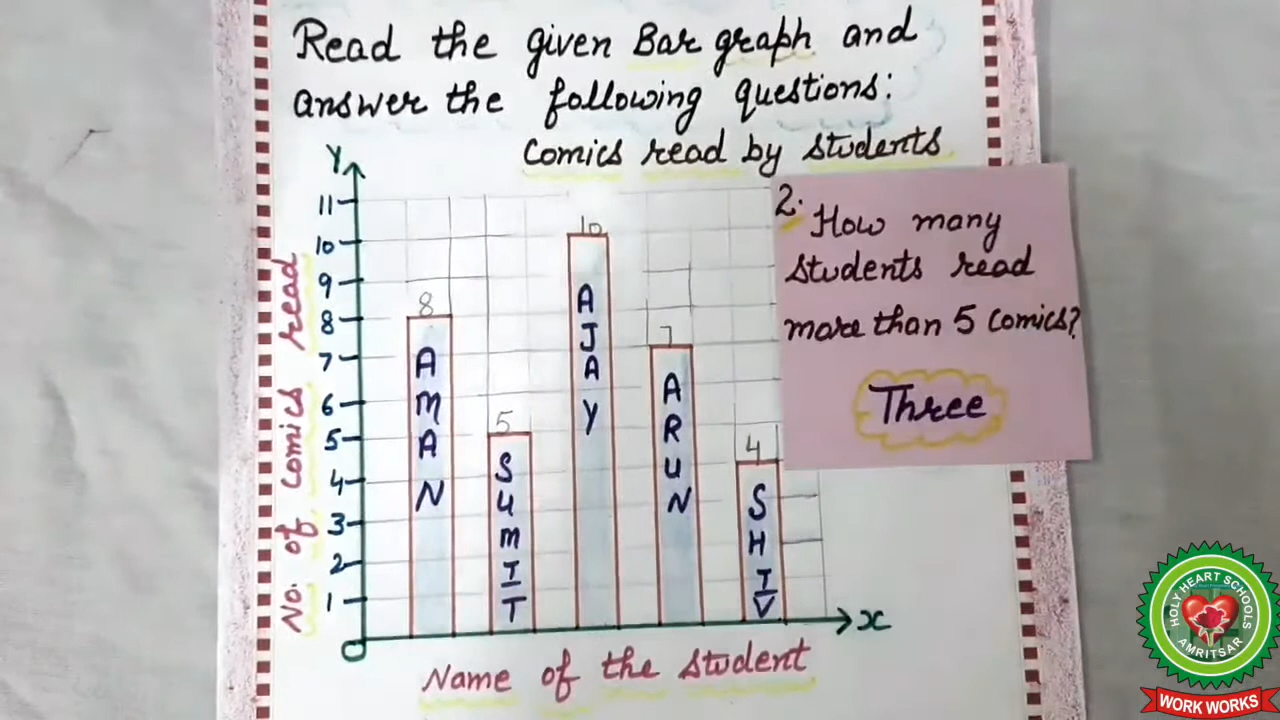 Read the given Bar graph and
answer the following questions:
Comics read by students
Y
11
10
9
8
7
6
5
4
3
2
1
O
No. of comics read
8
AMAN
5
SUMIT
10
AJAY
7
ARUN
4
SHIV
x
Name of the student
2.
How many
students read
more than 5 comics?
Three
HOLY HEART SCHOOLS
AMRITSAR
WORK WORKS